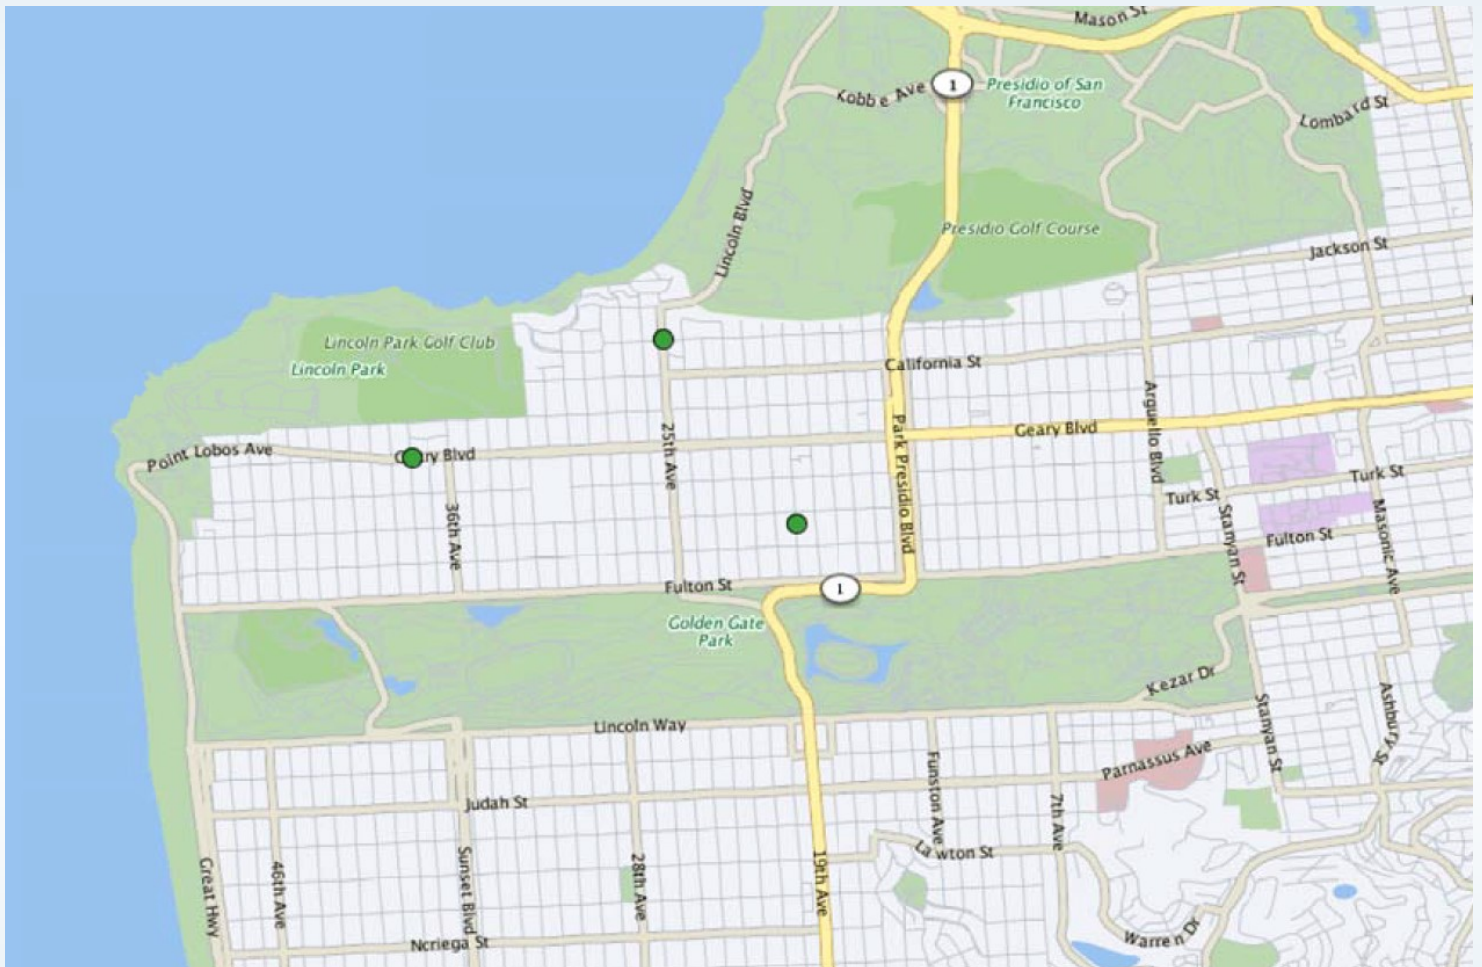 Mason St
Kobbe Ave
1
Presidio of San
Francisco
Lombard St
Lincoln Blvd
Presidio Golf Course
Jackson St
Lincoln Park Golf Club
Lincoln Park
California St
Arguello Blvd
Park Presidio Blvd
Geary Blvd
25th Ave
Point Lobos Ave
Blvd
Turk St
Turk St
36th Ave
Stanyan St
Masonic Ave
Fulton St
Fulton St
1
Golden Gate
Park
Kezar Dr
Ashbury St
Stanyan St
Lincoln Way
Parnassus Ave
Funston Ave
7th Ave
Judah St
Lawton St
Great Hwy
46th Ave
Sunset Blvd
28th Ave
19th Ave
Warren Dr
Noriega St